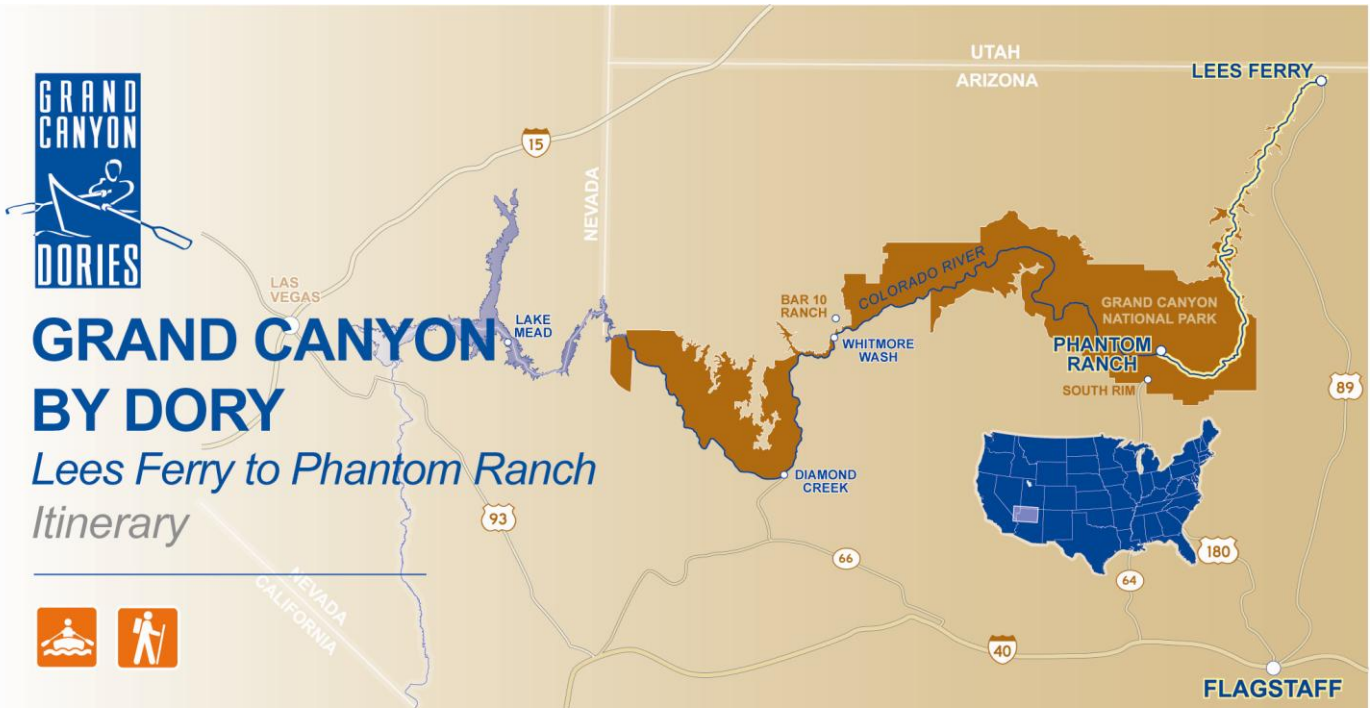 GRAND
CANYON
DORIES
GRAND CANYON
BY DORY
Lees Ferry to Phantom Ranch
Itinerary
UTAH
ARIZONA
LEES FERRY
15
NEVADA
LAS
VEGAS
LAKE
MEAD
BAR 10
RANCH
COLORADO RIVER
WHITMORE
WASH
GRAND CANYON
NATIONAL PARK
PHANTOM
RANCH
SOUTH RIM
89
DIAMOND
CREEK
93
66
180
64
NEVADA
CALIFORNIA
40
FLAGSTAFF